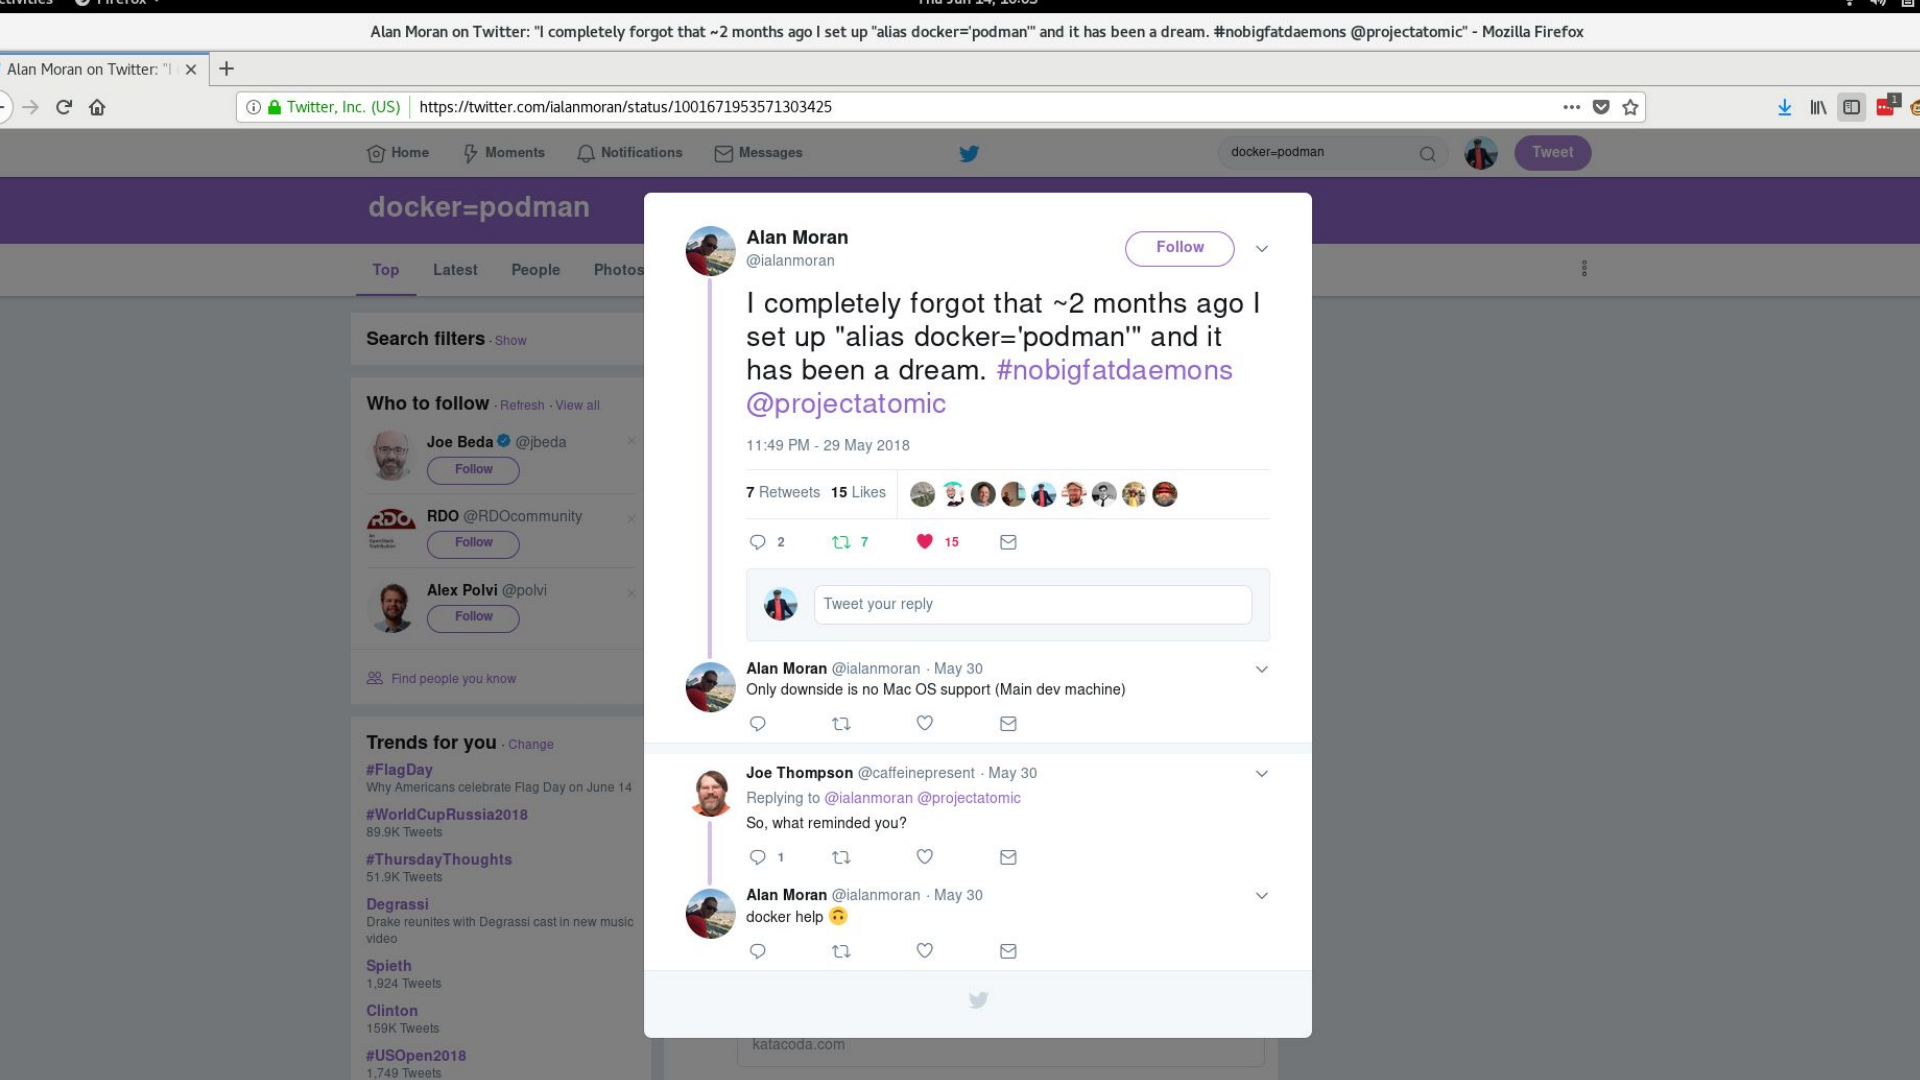 Firefox
Thu Jun 14, 10:05
Alan Moran on Twitter: "I completely forgot that ~2 months ago I set up "alias docker='podman'" and it has been a dream. #nobigfatdaemons @projectatomic" - Mozilla Firefox
Alan Moran on Twitter: "I
Twitter, Inc. (US)
https://twitter.com/ialanmoran/status/1001671953571303425
1
Home
Moments
Notifications
Messages
docker=podman
Tweet
docker=podman
Top
Latest
People
Photos
Search filters · Show
Who to follow · Refresh · View all
Joe Beda @jbeda
Follow
RDO
RDO @RDOcommunity
Follow
Alex Polvi @polvi
Follow
Find people you know
Trends for you · Change
#FlagDay
Why Americans celebrate Flag Day on June 14
#WorldCupRussia2018
89.9K Tweets
#ThursdayThoughts
51.9K Tweets
Degrassi
Drake reunites with Degrassi cast in new music
video
Spieth
1,924 Tweets
Clinton
159K Tweets
#USOpen2018
1,749 Tweets
Alan Moran
@ialanmoran
Follow
I completely forgot that ~2 months ago I
set up "alias docker='podman'" and it
has been a dream. #nobigfatdaemons
@projectatomic
11:49 PM - 29 May 2018
7 Retweets 15 Likes
2
7
15
Tweet your reply
Alan Moran @ialanmoran · May 30
Only downside is no Mac OS support (Main dev machine)
Joe Thompson @caffeinepresent · May 30
Replying to @ialanmoran @projectatomic
So, what reminded you?
1
Alan Moran @ialanmoran · May 30
docker help 🙃
katacoda.com